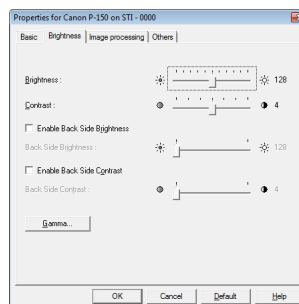 Properties for Canon P-150 on STI - 0000
Basic Brightness Image processing Others
Brightness : 128
Contrast : 4
Enable Back Side Brightness
Back Side Brightness : 128
Enable Back Side Contrast
Back Side Contrast : 4
Gamma...
OK Cancel Default Help